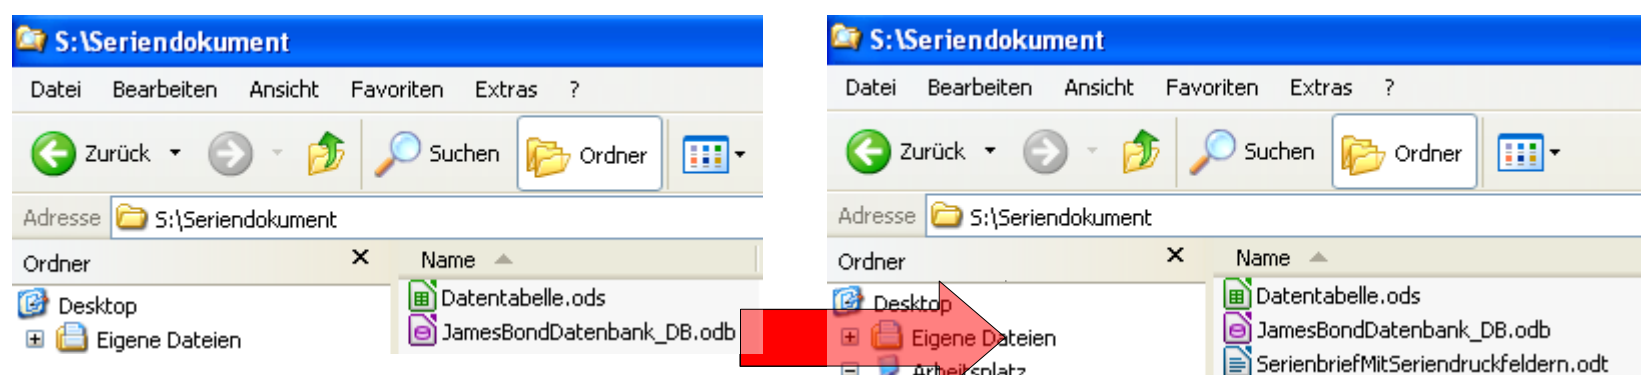 S:\Seriendokument
Datei Bearbeiten Ansicht Favoriten Extras ?
Zurück Suchen Ordner
Adresse S:\Seriendokument
Ordner Name
Desktop Datentabelle.ods
Eigene Dateien JamesBondDatenbank_DB.odb
S:\Seriendokument
Datei Bearbeiten Ansicht Favoriten Extras ?
Zurück Suchen Ordner
Adresse S:\Seriendokument
Ordner Name
Desktop Datentabelle.ods
Eigene Dateien JamesBondDatenbank_DB.odb
Arbeitsplatz SerienbriefMitSeriendruckfeldern.odt